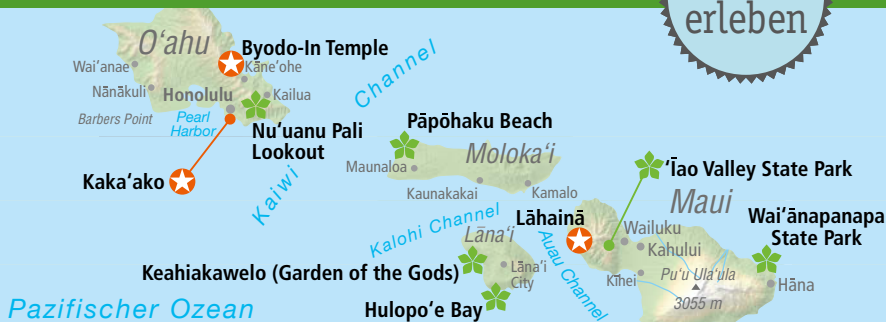 erleben
O‘ahu
Byodo-In Temple
Wai‘anae
Kāne‘ohe
Nānākuli
Honolulu
Kailua
Barbers Point
Pearl
Harbor
Nu‘uanu Pali
Lookout
Kaka‘ako
Kaiwi
Channel
Pāpōhaku Beach
Moloka‘i
Maunaloa
Kaunakakai
Kamalo
‘Īao Valley State Park
Maui
Lāhainā
Wailuku
Kahului
Wai‘ānapanapa
State Park
Kalohi Channel
Lāna‘i
Auau Channel
Keahiakawelo (Garden of the Gods)
Lāna‘i
City
Kīhei
Pu‘u Ula‘ula
3055 m
Hāna
Hulopo‘e Bay
Pazifischer Ozean